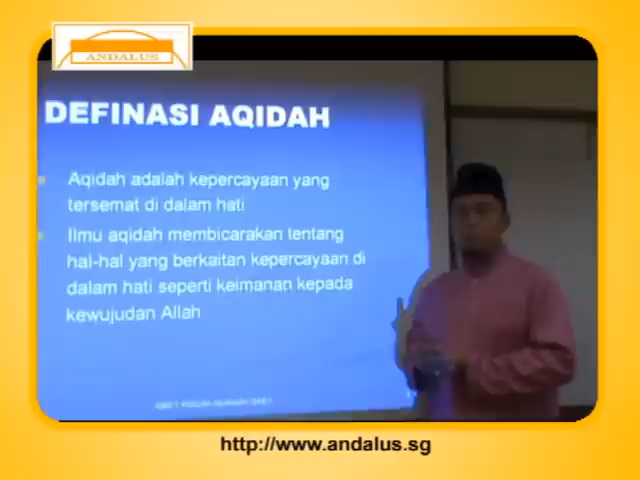 ANDALUS
DEFINASI AQIDAH
Aqidah adalah kepercayaan yang
tersemat di dalam hati
Ilmu aqidah membicarakan tentang
hal-hal yang berkaitan kepercayaan di
dalam hati seperti keimanan kepada
kewujudan Allah
http://www.andalus.sg